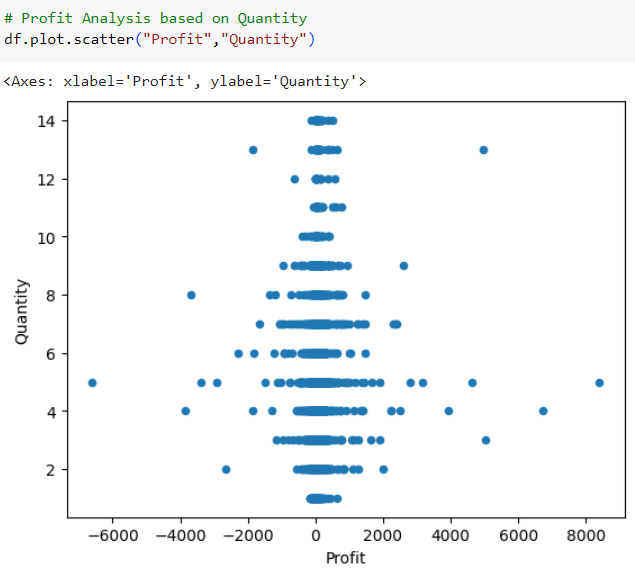 # Profit Analysis based on Quantity
df.plot.scatter("Profit","Quantity")
<Axes: xlabel='Profit', ylabel='Quantity'>
14
12
10
8
6
4
2
Quantity
−6000 −4000 −2000 0 2000 4000 6000 8000
Profit